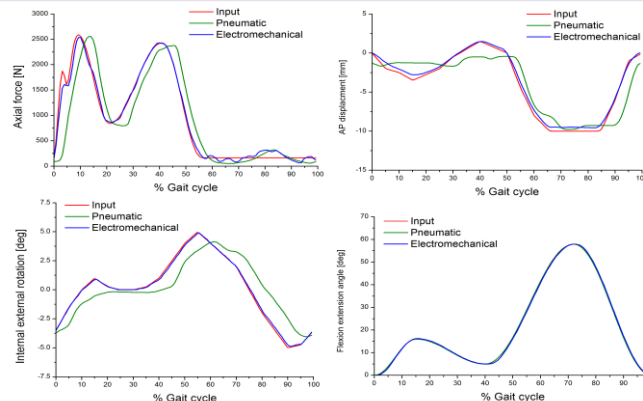 Input
Pneumatic
Electromechanical
Axial force [N]
3000
2500
2000
1500
1000
500
0
0 10 20 30 40 50 60 70 80 90 100
% Gait cycle
Input
Pneumatic
Electromechanical
AP displacment [mm]
5
0
-5
-10
-15
0 10 20 30 40 50 60 70 80 90 100
% Gait cycle
Input
Pneumatic
Electromechanical
Internal external rotation [deg]
7.5
5.0
2.5
0.0
-2.5
-5.0
-7.5
0 10 20 30 40 50 60 70 80 90 100
% Gait cycle
Input
Pneumatic
Electromechanical
Flexion extension angle [deg]
70
60
50
40
30
20
10
0
0 10 20 30 40 50 60 70 80 90
% Gait cycle